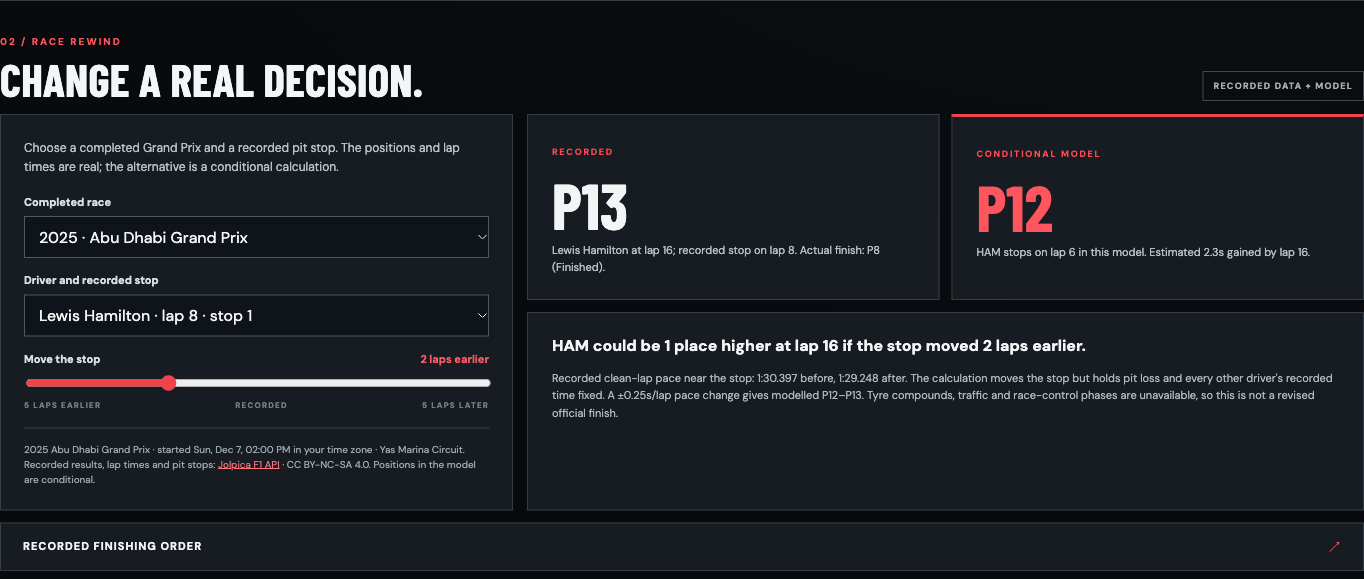 02 / RACE REWIND
CHANGE A REAL DECISION.
RECORDED DATA + MODEL
Choose a completed Grand Prix and a recorded pit stop. The positions and lap
times are real; the alternative is a conditional calculation.
Completed race
2025 · Abu Dhabi Grand Prix
Driver and recorded stop
Lewis Hamilton · lap 8 · stop 1
Move the stop
2 laps earlier
5 LAPS EARLIER
RECORDED
5 LAPS LATER
2025 Abu Dhabi Grand Prix · started Sun, Dec 7, 02:00 PM in your time zone · Yas Marina Circuit.
Recorded results, lap times and pit stops: Jolpica F1 API · CC BY-NC-SA 4.0. Positions in the model
are conditional.
RECORDED
P13
Lewis Hamilton at lap 16; recorded stop on lap 8. Actual finish: P8
(Finished).
CONDITIONAL MODEL
P12
HAM stops on lap 6 in this model. Estimated 2.3s gained by lap 16.
HAM could be 1 place higher at lap 16 if the stop moved 2 laps earlier.
Recorded clean-lap pace near the stop: 1:30.397 before, 1:29.248 after. The calculation moves the stop but holds pit loss and every other driver's recorded
time fixed. A ±0.25s/lap pace change gives modelled P12–P13. Tyre compounds, traffic and race-control phases are unavailable, so this is not a revised
official finish.
RECORDED FINISHING ORDER